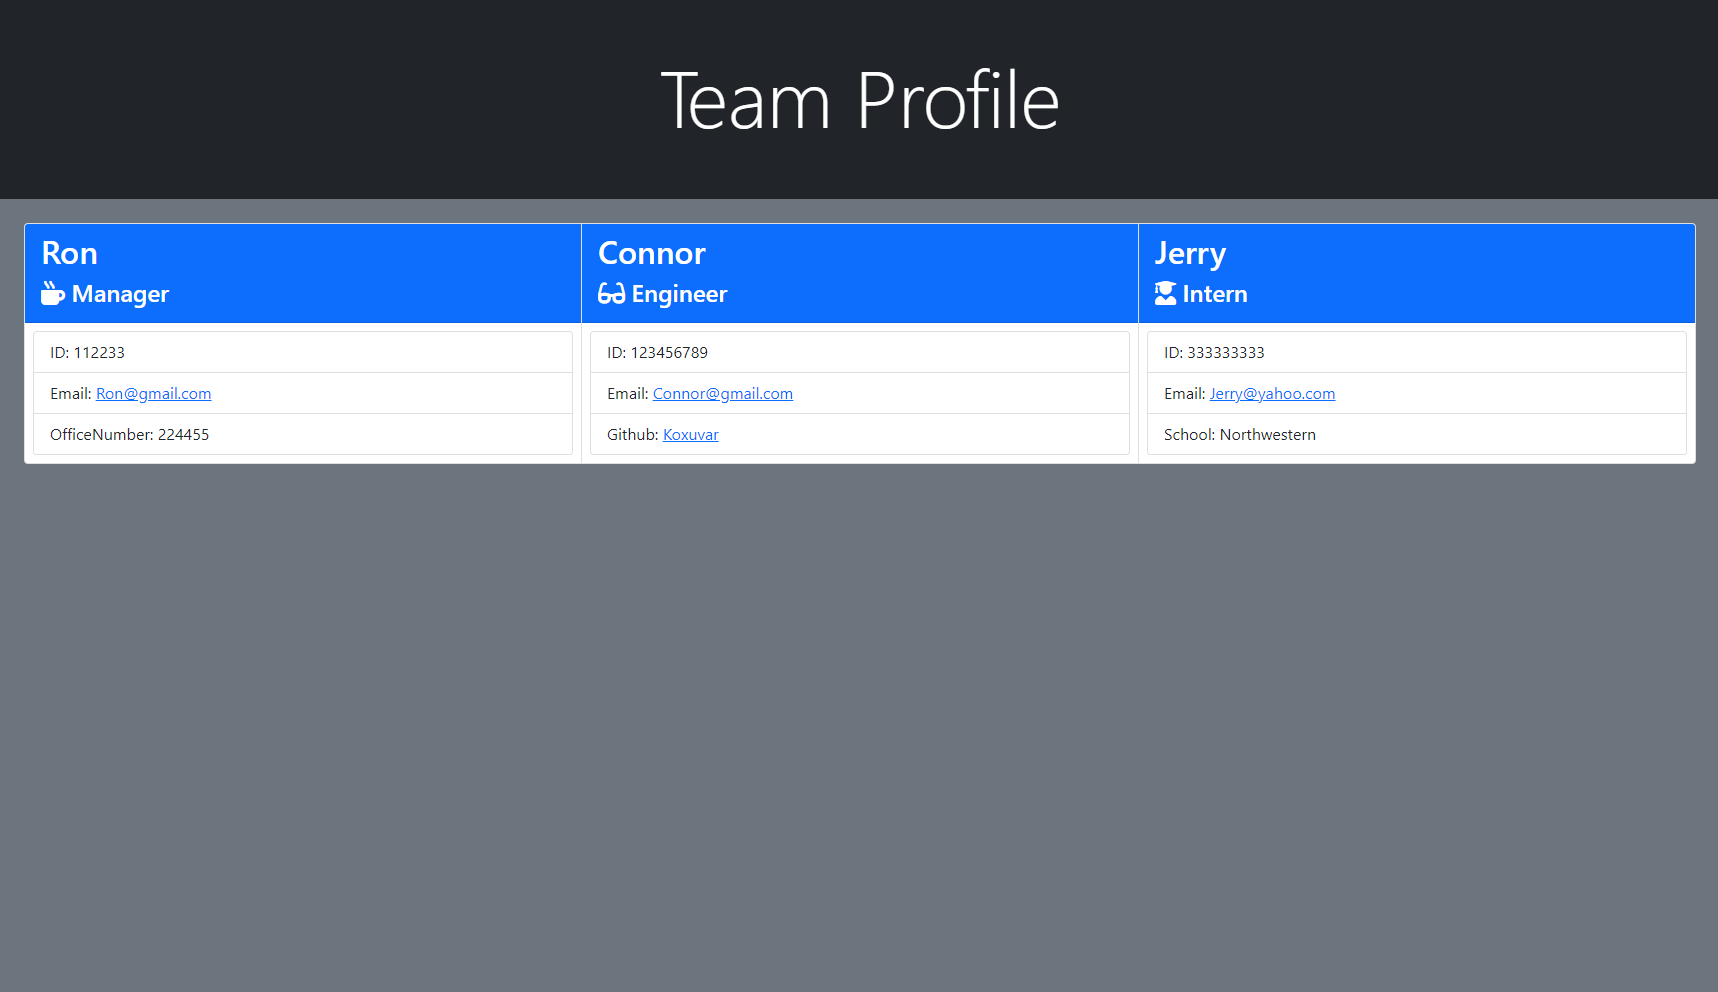 Team Profile
Ron
Manager
ID: 112233
Email: Ron@gmail.com
OfficeNumber: 224455
Connor
Engineer
ID: 123456789
Email: Connor@gmail.com
Github: Koxuvar
Jerry
Intern
ID: 333333333
Email: Jerry@yahoo.com
School: Northwestern